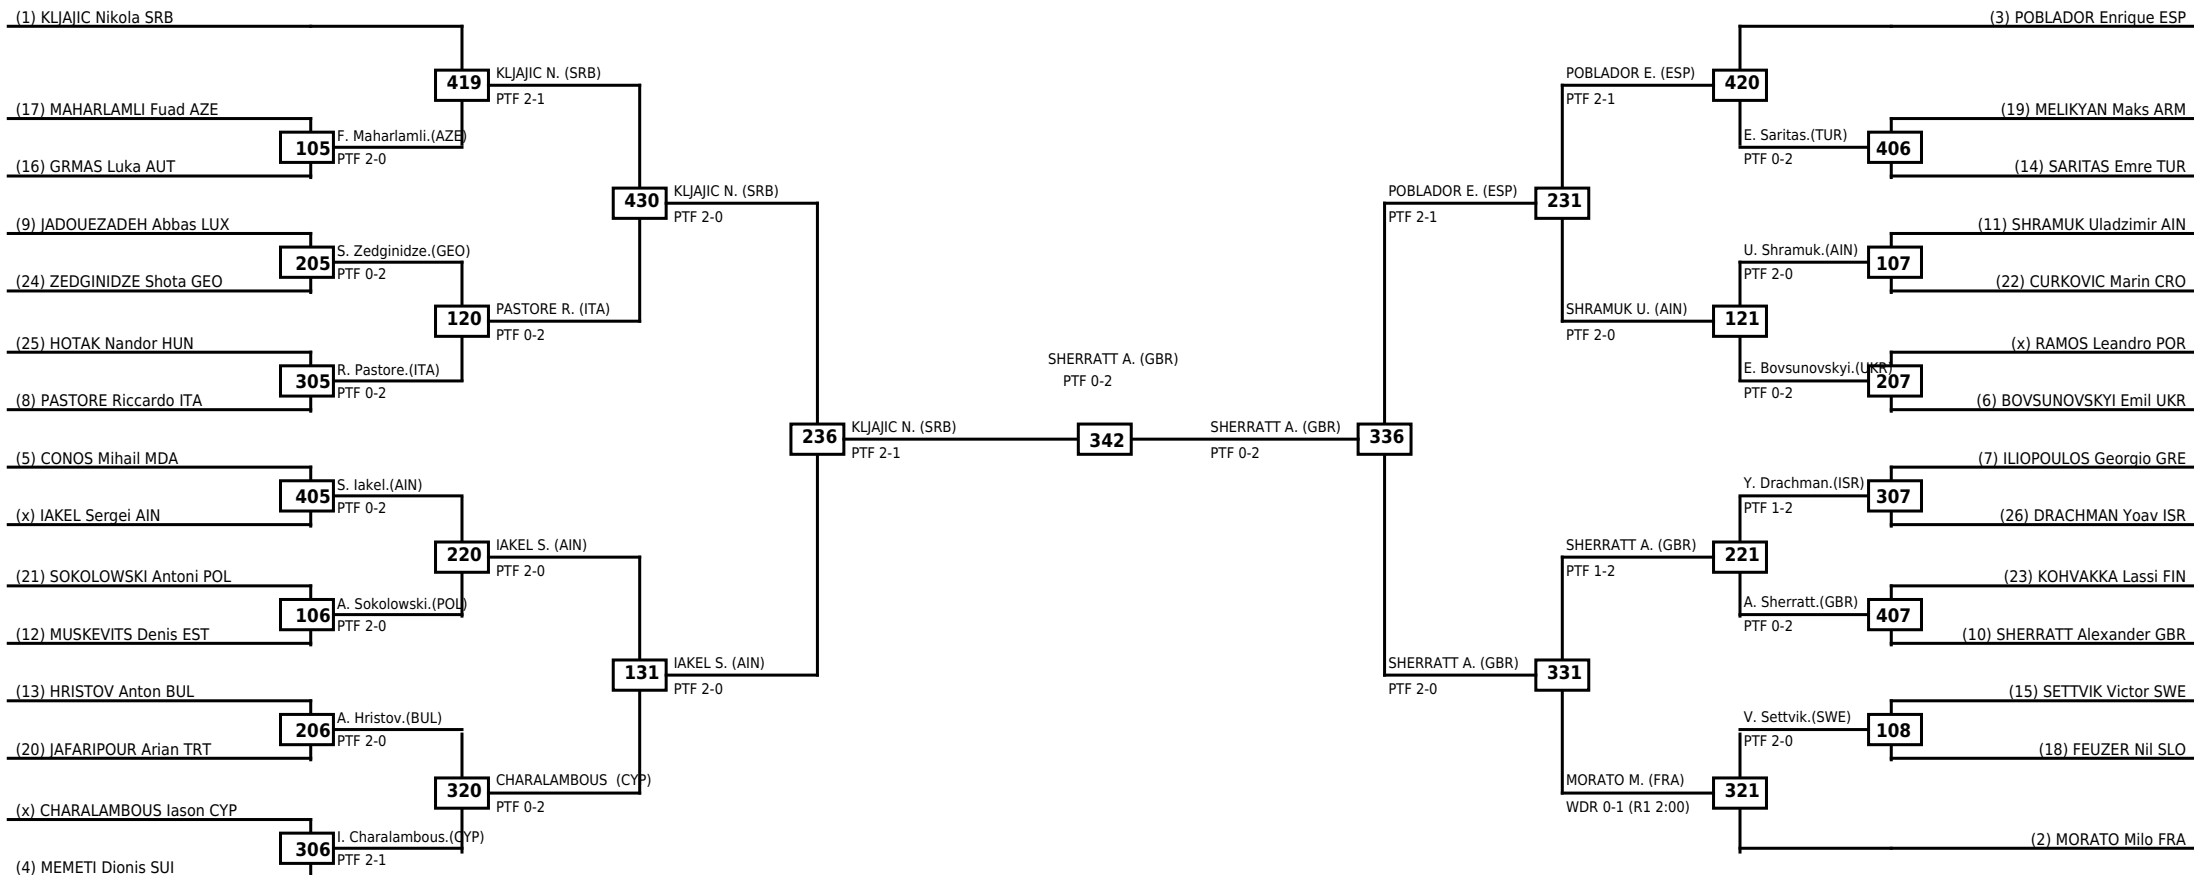 (1) KLJAJIC Nikola SRB
(3) POBLADOR Enrique ESP
419
KLJAJIC N. (SRB)
PTF 2-1
POBLADOR E. (ESP)
PTF 2-1
420
(17) MAHARLAMLI Fuad AZE
105
F. Maharlamli.(AZE)
PTF 2-0
(16) GRMAS Luka AUT
E. Saritas.(TUR)
PTF 0-2
(19) MELIKYAN Maks ARM
406
(14) SARITAS Emre TUR
430
KLJAJIC N. (SRB)
PTF 2-0
POBLADOR E. (ESP)
PTF 2-1
231
(9) JADOUEZADEH Abbas LUX
205
S. Zedginidze.(GEO)
PTF 0-2
(24) ZEDGINIDZE Shota GEO
U. Shramuk.(AIN)
PTF 2-0
(11) SHRAMUK Uladzimir AIN
107
(22) CURKOVIC Marin CRO
120
PASTORE R. (ITA)
PTF 0-2
SHRAMUK U. (AIN)
PTF 2-0
121
(25) HOTAK Nandor HUN
305
R. Pastore.(ITA)
PTF 0-2
(8) PASTORE Riccardo ITA
SHERRATT A. (GBR)
PTF 0-2
E. Bovsunovskyi.(UKR)
PTF 0-2
(x) RAMOS Leandro POR
207
(6) BOVSUNOVSKYI Emil UKR
236
KLJAJIC N. (SRB)
PTF 2-1
342
SHERRATT A. (GBR)
PTF 0-2
336
(5) CONOS Mihail MDA
405
S. Iakel.(AIN)
PTF 0-2
(x) IAKEL Sergei AIN
Y. Drachman.(ISR)
PTF 1-2
(7) ILIOPOULOS Georgio GRE
307
(26) DRACHMAN Yoav ISR
220
IAKEL S. (AIN)
PTF 2-0
SHERRATT A. (GBR)
PTF 1-2
221
(21) SOKOLOWSKI Antoni POL
106
A. Sokolowski.(POL)
PTF 2-0
(12) MUSKEVITS Denis EST
A. Sherratt.(GBR)
PTF 0-2
(23) KOHVAKKA Lassi FIN
407
(10) SHERRATT Alexander GBR
131
IAKEL S. (AIN)
PTF 2-0
SHERRATT A. (GBR)
PTF 2-0
331
(13) HRISTOV Anton BUL
206
A. Hristov.(BUL)
PTF 2-0
(20) JAFARIPOUR Arian TRT
V. Settvik.(SWE)
PTF 2-0
(15) SETTVIK Victor SWE
108
(18) FEUZER Nil SLO
320
CHARALAMBOUS (CYP)
PTF 0-2
MORATO M. (FRA)
WDR 0-1 (R1 2:00)
321
(x) CHARALAMBOUS Iason CYP
306
I. Charalambous.(CYP)
PTF 2-1
(4) MEMETI Dionis SUI
(2) MORATO Milo FRA